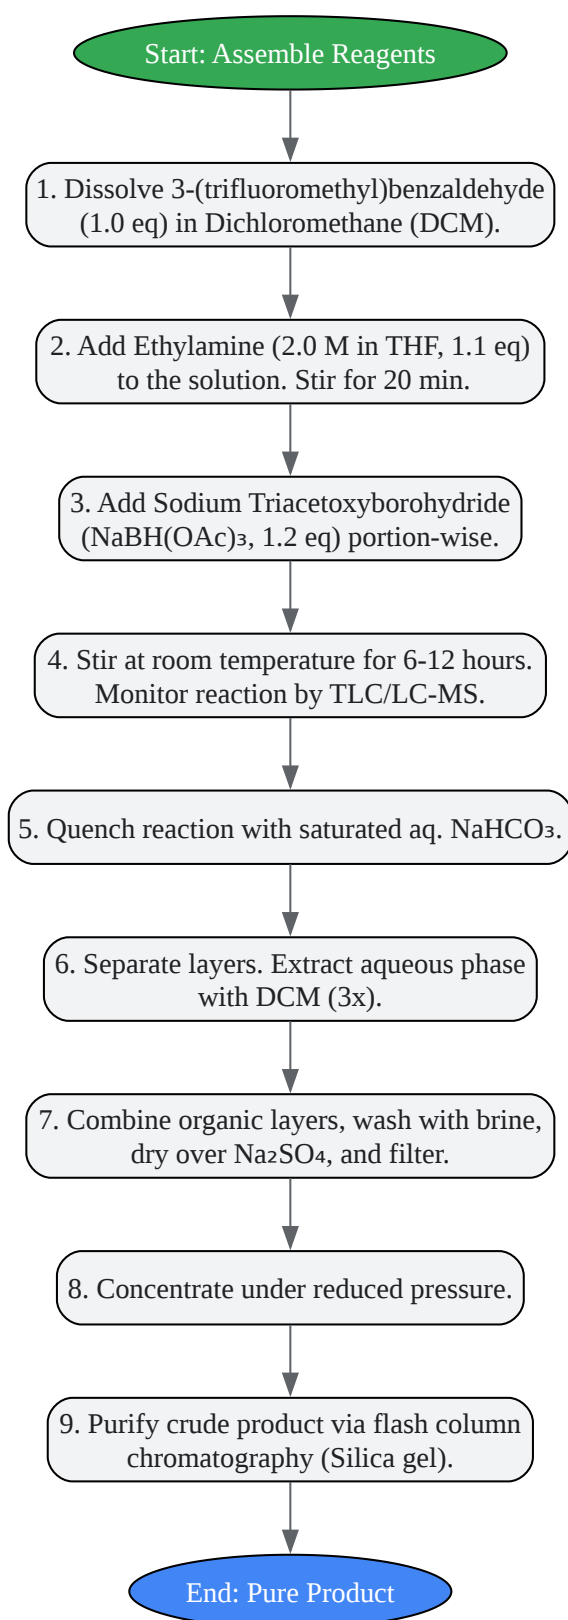 Start: Assemble Reagents
1. Dissolve 3-(trifluoromethyl)benzaldehyde
(1.0 eq) in Dichloromethane (DCM).
2. Add Ethylamine (2.0 M in THF, 1.1 eq)
to the solution. Stir for 20 min.
3. Add Sodium Triacetoxyborohydride
(NaBH(OAc)₃, 1.2 eq) portion-wise.
4. Stir at room temperature for 6-12 hours.
Monitor reaction by TLC/LC-MS.
5. Quench reaction with saturated aq. NaHCO₃.
6. Separate layers. Extract aqueous phase
with DCM (3x).
7. Combine organic layers, wash with brine,
dry over Na₂SO₄, and filter.
8. Concentrate under reduced pressure.
9. Purify crude product via flash column
chromatography (Silica gel).
End: Pure Product